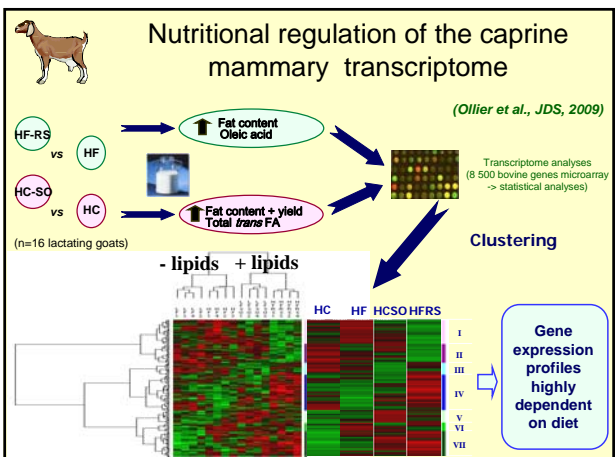 Nutritional regulation of the caprine
mammary transcriptome
(Ollier et al., JDS, 2009)
HF-RS
vs
HF
Fat content
Oleic acid
HC-SO
vs
HC
Fat content + yield
Total trans FA
(n=16 lactating goats)
Transcriptome analyses
(8 500 bovine genes microarray
-> statistical analyses)
Clustering
- lipids + lipids
HC HF HCSO HFRS
I
II
III
IV
V
VI
VII
Gene
expression
profiles
highly
dependent
on diet